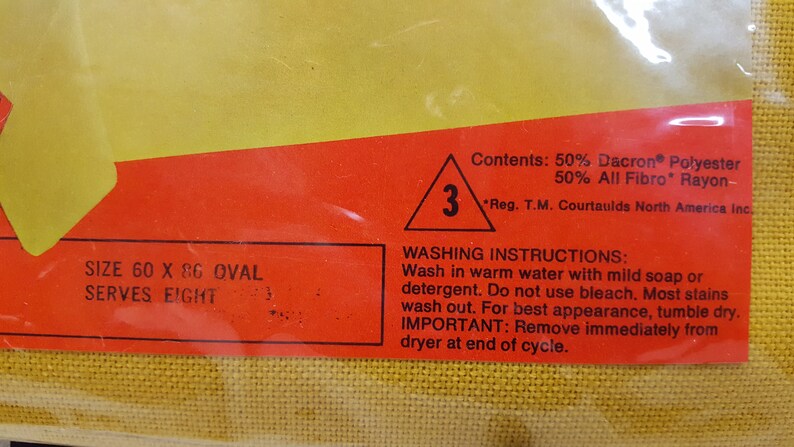 Contents: 50% Dacron® Polyester
50% All Fibro* Rayon
3
*Reg. T.M. Courtaulds North America Inc.
SIZE 60 X 86 OVAL
SERVES EIGHT
WASHING INSTRUCTIONS:
Wash in warm water with mild soap or
detergent. Do not use bleach. Most stains
wash out. For best appearance, tumble dry.
IMPORTANT: Remove immediately from
dryer at end of cycle.